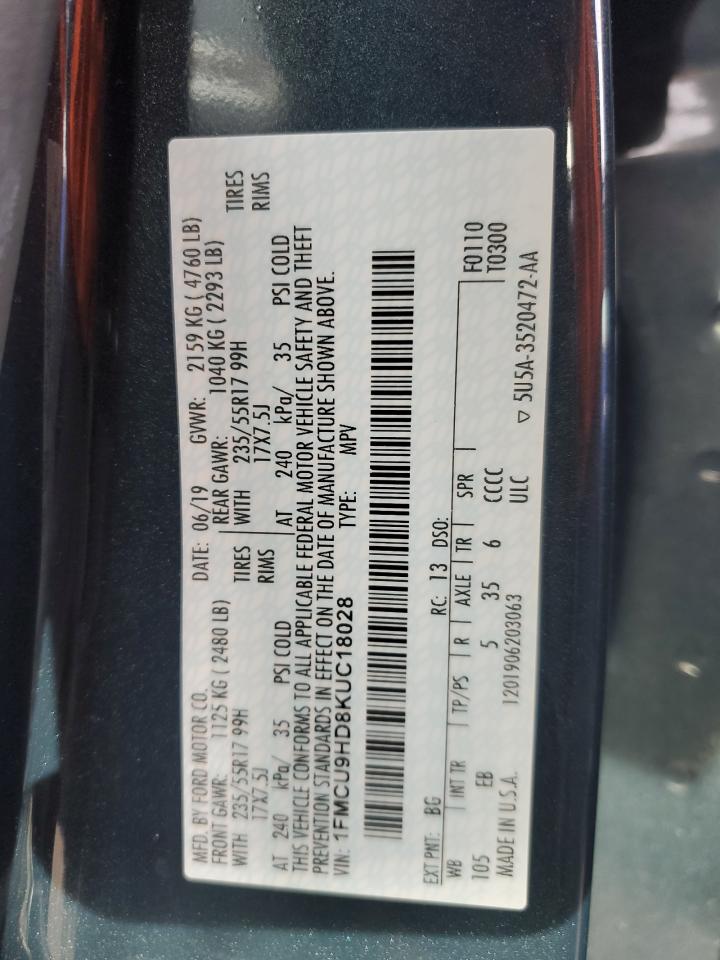 MFD. BY FORD MOTOR CO.
DATE: 06/19 GVWR: 2159 KG ( 4760 LB)
FRONT GAWR: 1125 KG ( 2480 LB) REAR GAWR: 1040 KG ( 2293 LB)
WITH 235/55R17 99H TIRES WITH 235/55R17 99H TIRES
17X7.5J RIMS 17X7.5J RIMS
AT 240 kPa/ 35 PSI COLD AT 240 kPa/ 35 PSI COLD
THIS VEHICLE CONFORMS TO ALL APPLICABLE FEDERAL MOTOR VEHICLE SAFETY AND THEFT
PREVENTION STANDARDS IN EFFECT ON THE DATE OF MANUFACTURE SHOWN ABOVE.
VIN: 1FMCU9HD8KUC18028 TYPE: MPV
EXT PNT: BG RC: 13 DSO: F0110
T0300
WB INT TR TP/PS R AXLE TR SPR
105 EB 5 35 6 CCCC
MADE IN U.S.A. 1201906203063 ULC
▽ 5U5A-3520472-AA